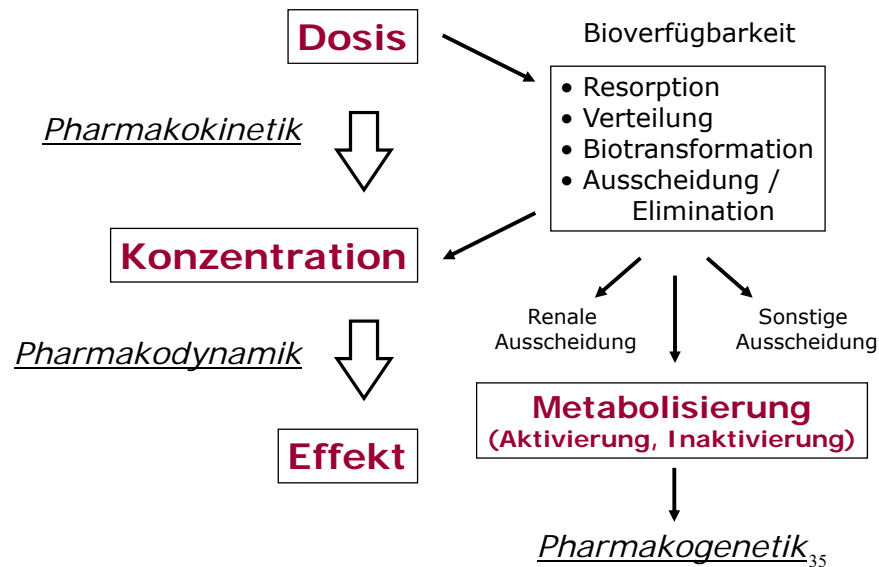 Dosis
Bioverfügbarkeit
• Resorption
• Verteilung
• Biotransformation
• Ausscheidung /
Elimination
Pharmakokinetik
Konzentration
Pharmakodynamik
Effekt
Renale
Ausscheidung
Sonstige
Ausscheidung
Metabolisierung
(Aktivierung, Inaktivierung)
Pharmakogenetik
35